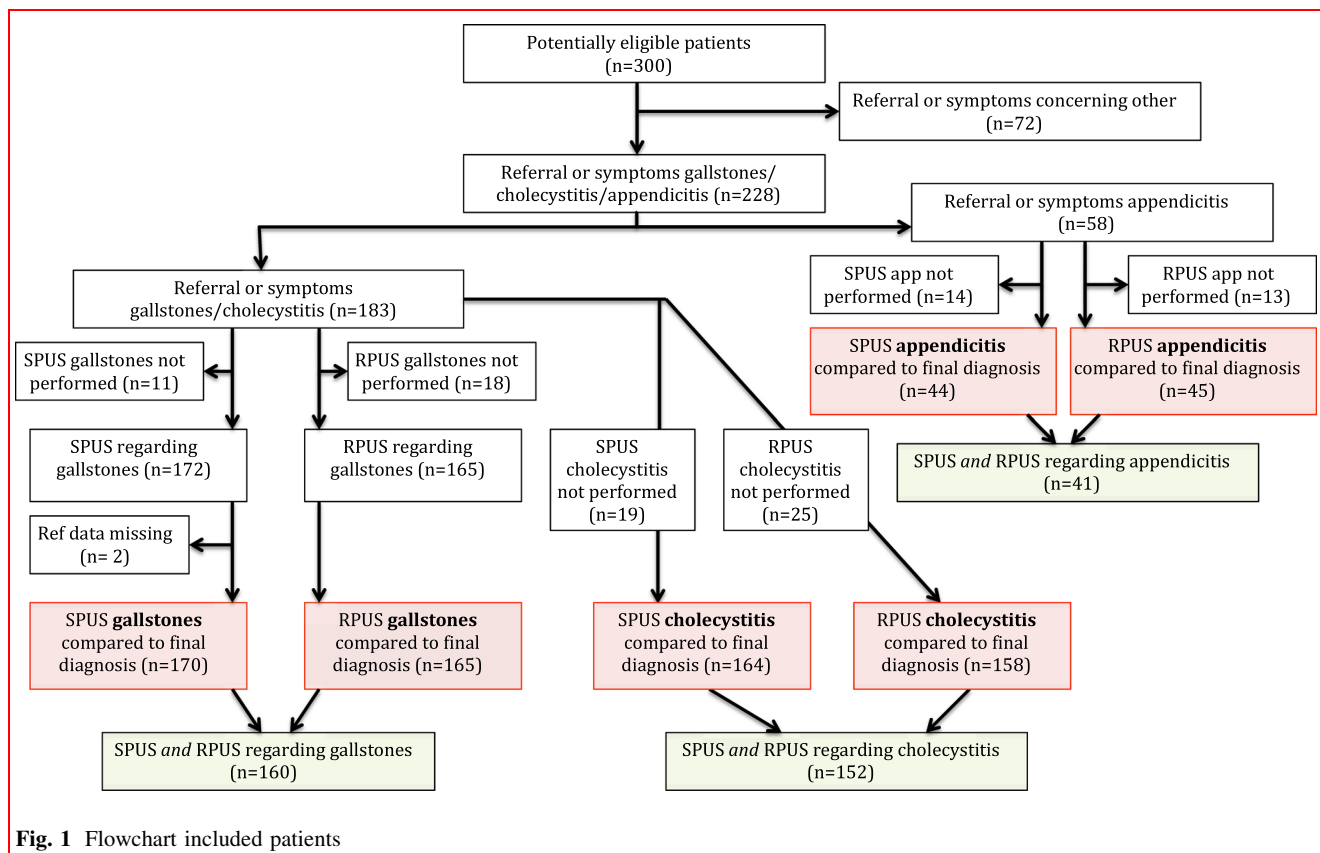 Potentially eligible patients
(n=300)
Referral or symptoms concerning other
(n=72)
Referral or symptoms gallstones/
cholecystitis/appendicitis (n=228)
Referral or symptoms appendicitis
(n=58)
SPUS app not
performed (n=14)
RPUS app not
performed (n=13)
Referral or symptoms
gallstones/cholecystitis (n=183)
SPUS appendicitis
compared to final diagnosis
(n=44)
RPUS appendicitis
compared to final diagnosis
(n=45)
SPUS gallstones not
performed (n=11)
RPUS gallstones not
performed (n=18)
SPUS regarding
gallstones (n=172)
RPUS regarding
gallstones (n=165)
SPUS
cholecystitis
not performed
(n=19)
RPUS
cholecystitis
not performed
(n=25)
SPUS and RPUS regarding appendicitis
(n=41)
Ref data missing
(n= 2)
SPUS gallstones
compared to final
diagnosis (n=170)
RPUS gallstones
compared to final
diagnosis (n=165)
SPUS cholecystitis
compared to final
diagnosis (n=164)
RPUS cholecystitis
compared to final
diagnosis (n=158)
SPUS and RPUS regarding gallstones
(n=160)
SPUS and RPUS regarding cholecystitis
(n=152)
Fig. 1 Flowchart included patients